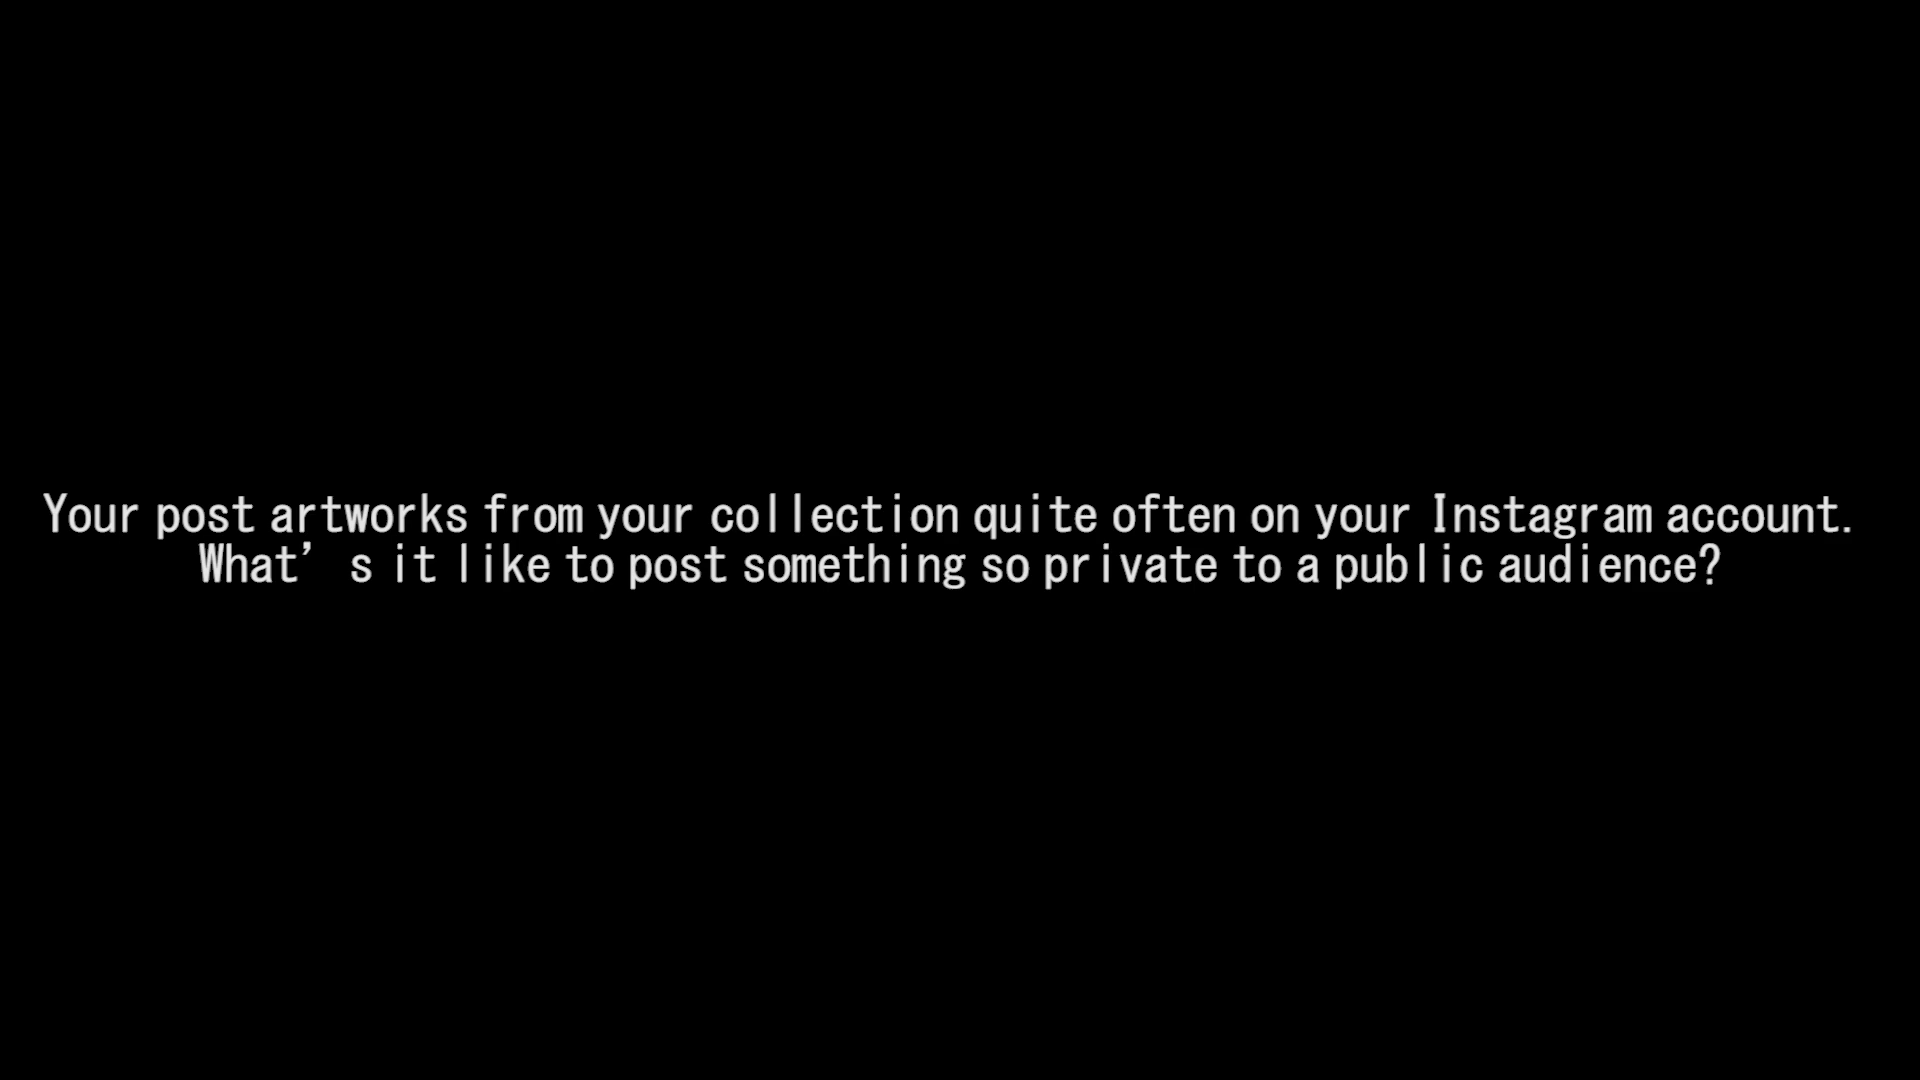 Your post artworks from your collection quite often on your Instagram account.
What’s it like to post something so private to a public audience?